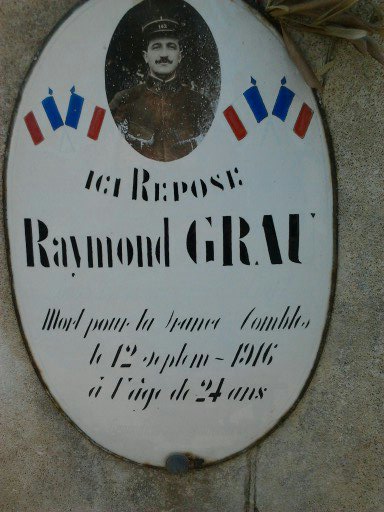 ICI REPOSE
Raymond GRAU
Mort pour la France Combles
le 12 septem- 1916
à l'âge de 24 ans